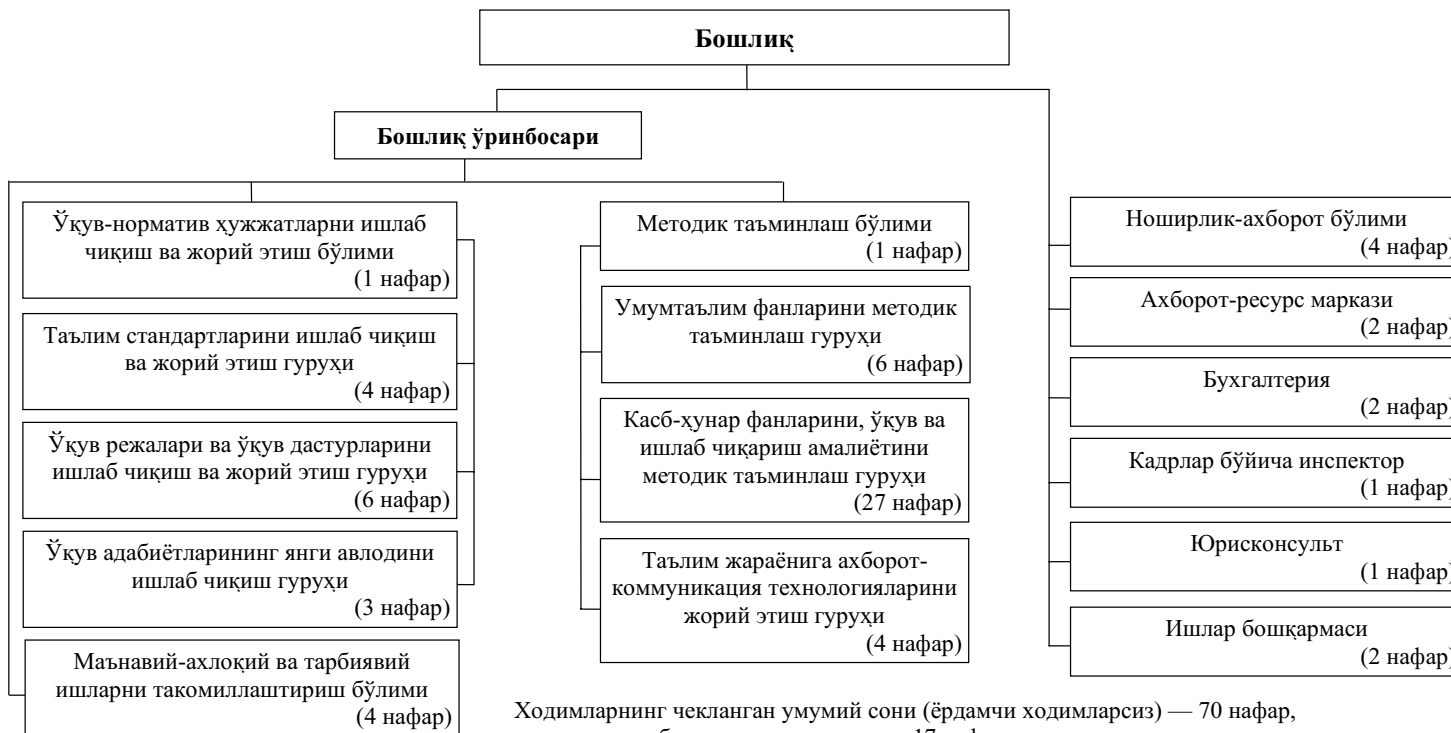 Бошлиқ
Бошлиқ ўринбосари
Ўқув-норматив ҳужжатларни ишлаб
чиқиш ва жорий этиш бўлими
(1 нафар)
Таълим стандартларини ишлаб чиқиш
ва жорий этиш гуруҳи
(4 нафар)
Ўқув режалари ва ўқув дастурларини
ишлаб чиқиш ва жорий этиш гуруҳи
(6 нафар)
Ўқув адабиётларининг янги авлодини
ишлаб чиқиш гуруҳи
(3 нафар)
Маънавий-ахлоқий ва тарбиявий
ишларни такомиллаштириш бўлими
(4 нафар)
Методик таъминлаш бўлими
(1 нафар)
Умумтаълим фанларини методик
таъминлаш гуруҳи
(6 нафар)
Касб-ҳунар фанларини, ўқув ва
ишлаб чиқариш амалиётини
методик таъминлаш гуруҳи
(27 нафар)
Таълим жараёнига ахборот-
коммуникация технологияларини
жорий этиш гуруҳи
(4 нафар)
Ноширлик-ахборот бўлими
(4 нафар)
Ахборот-ресурс маркази
(2 нафар)
Бухгалтерия
(2 нафар)
Кадрлар бўйича инспектор
(1 нафар)
Юрисконсульт
(1 нафар)
Ишлар бошқармаси
(2 нафар)
Ходимларнинг чекланган умумий сони (ёрдамчи ходимларсиз) — 70 нафар,